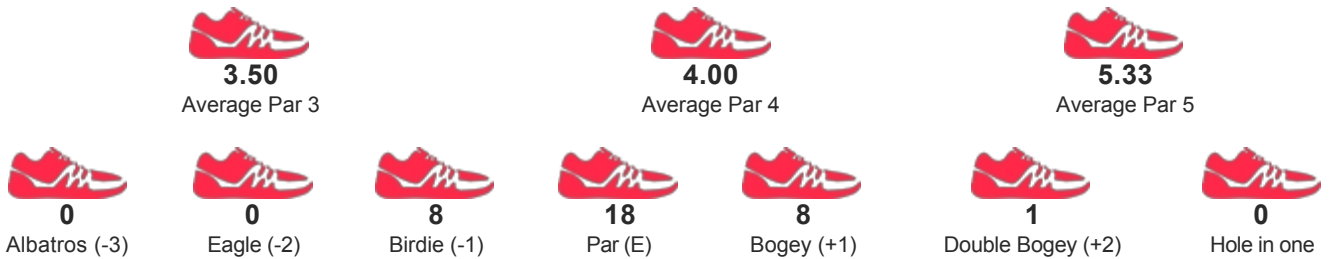 3.50 4.00 5.33
Average Par 3 Average Par 4 Average Par 5
0 0 8 18 8 1 0
Albatros (-3) Eagle (-2) Birdie (-1) Par (E) Bogey (+1) Double Bogey (+2) Hole in one